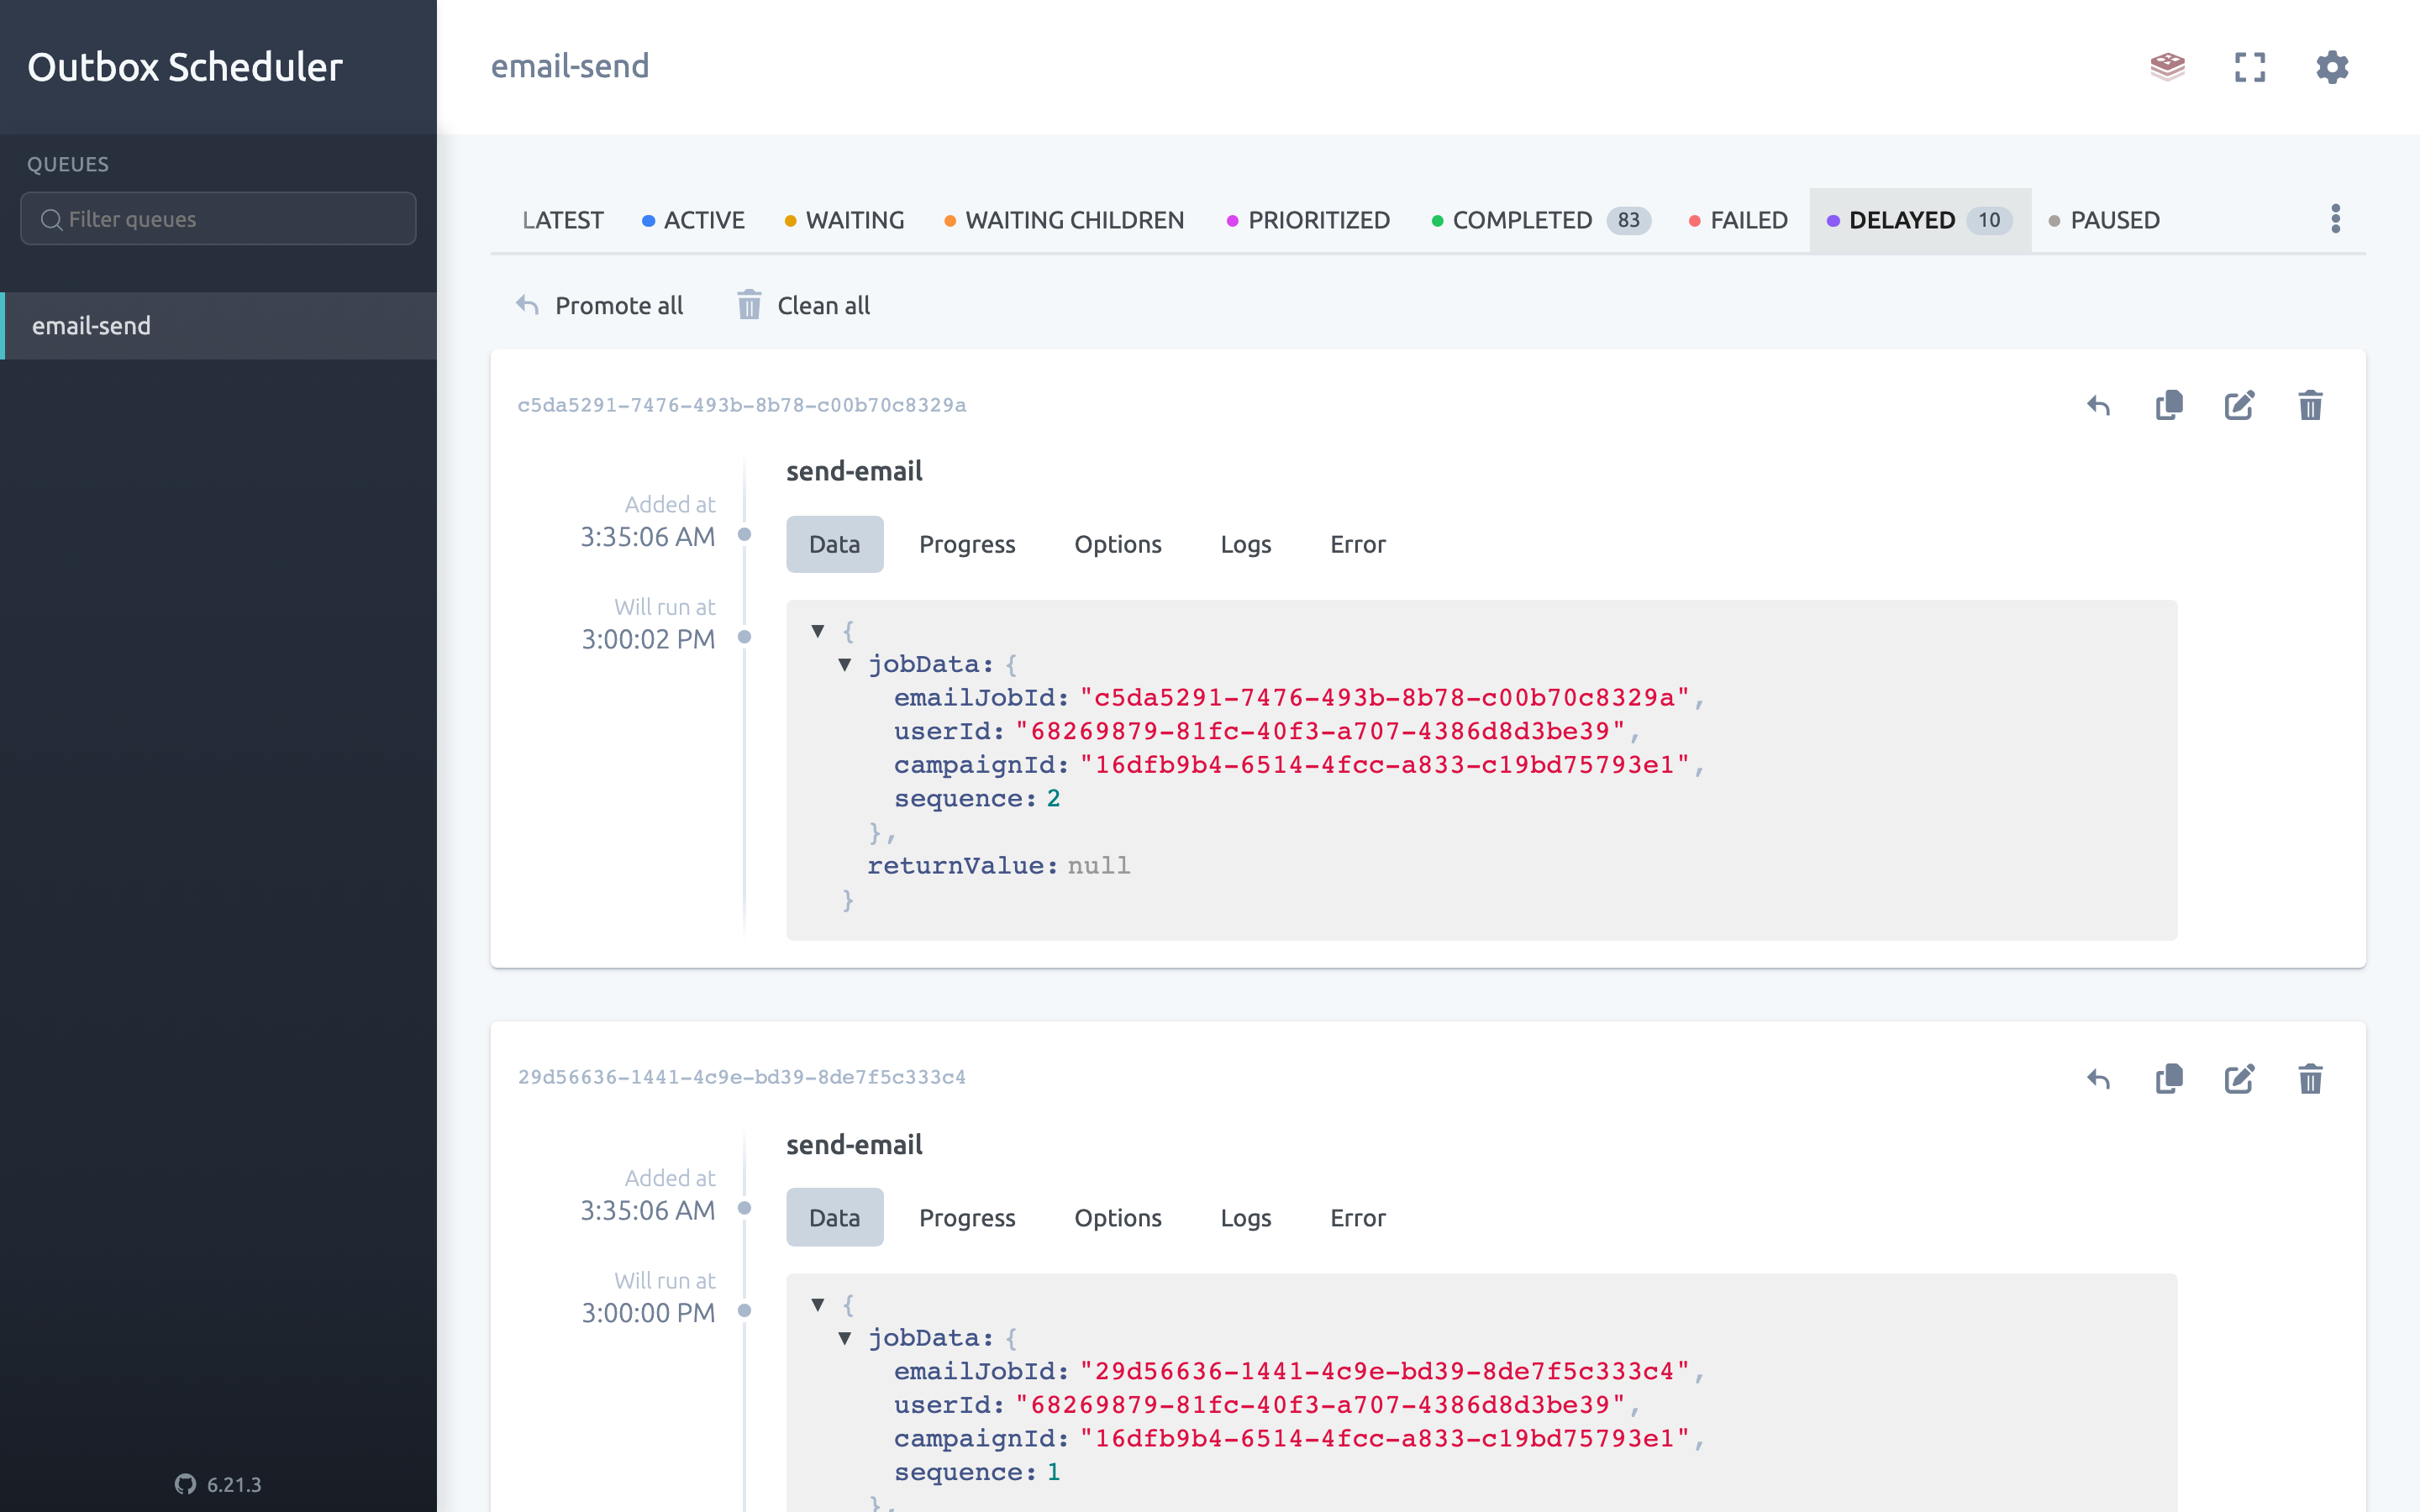 Outbox Scheduler
QUEUES
Filter queues
email-send
6.21.3
email-send
LATEST ACTIVE WAITING WAITING CHILDREN PRIORITIZED COMPLETED 83 FAILED DELAYED 10 PAUSED
Promote all Clean all
c5da5291-7476-493b-8b78-c00b70c8329a
send-email
Added at
3:35:06 AM
Will run at
3:00:02 PM
Data Progress Options Logs Error
▼ {
▼ jobData: {
emailJobId: "c5da5291-7476-493b-8b78-c00b70c8329a",
userId: "68269879-81fc-40f3-a707-4386d8d3be39",
campaignId: "16dfb9b4-6514-4fcc-a833-c19bd75793e1",
sequence: 2
},
returnValue: null
}
29d56636-1441-4c9e-bd39-8de7f5c333c4
send-email
Added at
3:35:06 AM
Will run at
3:00:00 PM
Data Progress Options Logs Error
▼ {
▼ jobData: {
emailJobId: "29d56636-1441-4c9e-bd39-8de7f5c333c4",
userId: "68269879-81fc-40f3-a707-4386d8d3be39",
campaignId: "16dfb9b4-6514-4fcc-a833-c19bd75793e1",
sequence: 1
},